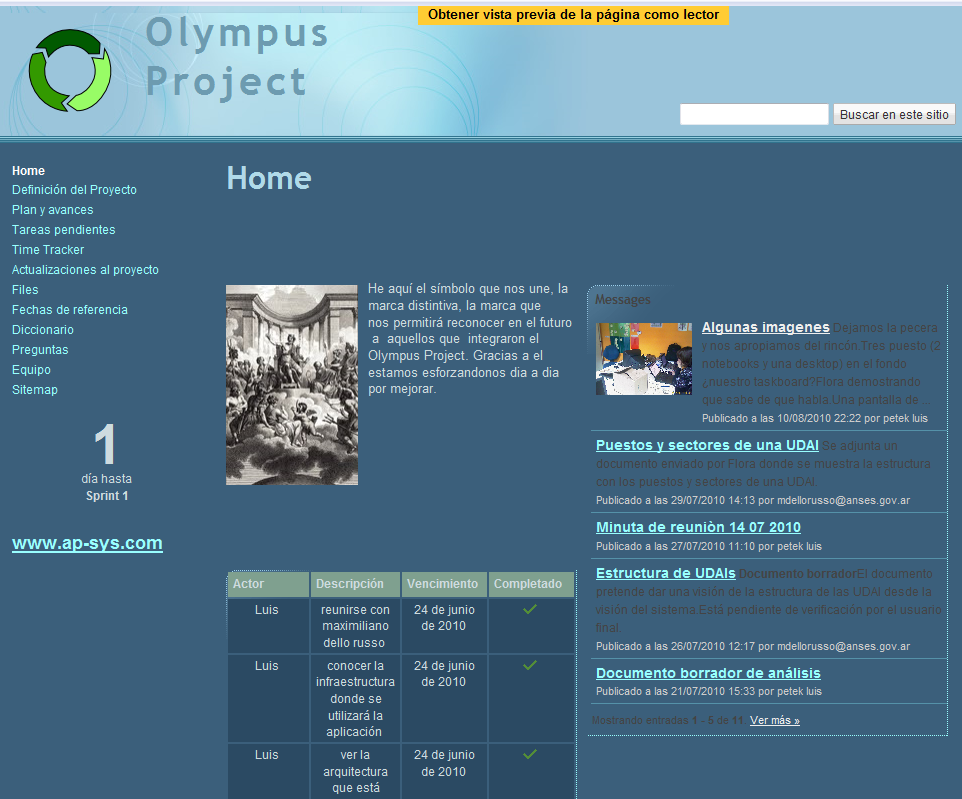 Obtener vista previa de la página como lector
Olympus
Project
Buscar en este sitio
Home
Definición del Proyecto
Plan y avances
Tareas pendientes
Time Tracker
Actualizaciones al proyecto
Files
Fechas de referencia
Diccionario
Preguntas
Equipo
Sitemap
1
día hasta
Sprint 1
www.ap-sys.com
Home
He aquí el símbolo que nos une, la
marca distintiva, la marca que
nos permitirá reconocer en el futuro
a aquellos que integraron el
Olympus Project. Gracias a el
estamos esforzandonos dia a dia
por mejorar.
Actor Descripción Vencimiento Completado
Luis reunirse con 24 de junio
maximiliano de 2010
dello russo
Luis conocer la 24 de junio
infraestructura de 2010
donde se
utilizará la
aplicación
Luis ver la 24 de junio
arquitectura de 2010
que está
Messages
Algunas imagenes Dejamos la pecera
y nos apropiamos del rincón.Tres puesto (2
notebooks y una desktop) en el fondo
¿nuestro taskboard?Flora demostrando
que sabe de que habla.Una pantalla de ...
Publicado a las 10/08/2010 22:22 por petek luis
Puestos y sectores de una UDAI Se adjunta un
documento enviado por Flora donde se muestra la estructura
con los puestos y sectores de una UDAI
Publicado a las 29/07/2010 14:13 por mdellorusso@anses.gov.ar
Minuta de reuniòn 14 07 2010
Publicado a las 27/07/2010 11:10 por petek luis
Estructura de UDAIs Documento borradorEl documento
pretende dar una visión de la estructura de las UDAI desde la
visión del sistema.Está pendiente de verificación por el usuario
final.
Publicado a las 26/07/2010 12:17 por mdellorusso@anses.gov.ar
Documento borrador de análisis
Publicado a las 21/07/2010 15:33 por petek luis
Mostrando entradas 1 - 5 de 11. Ver más »